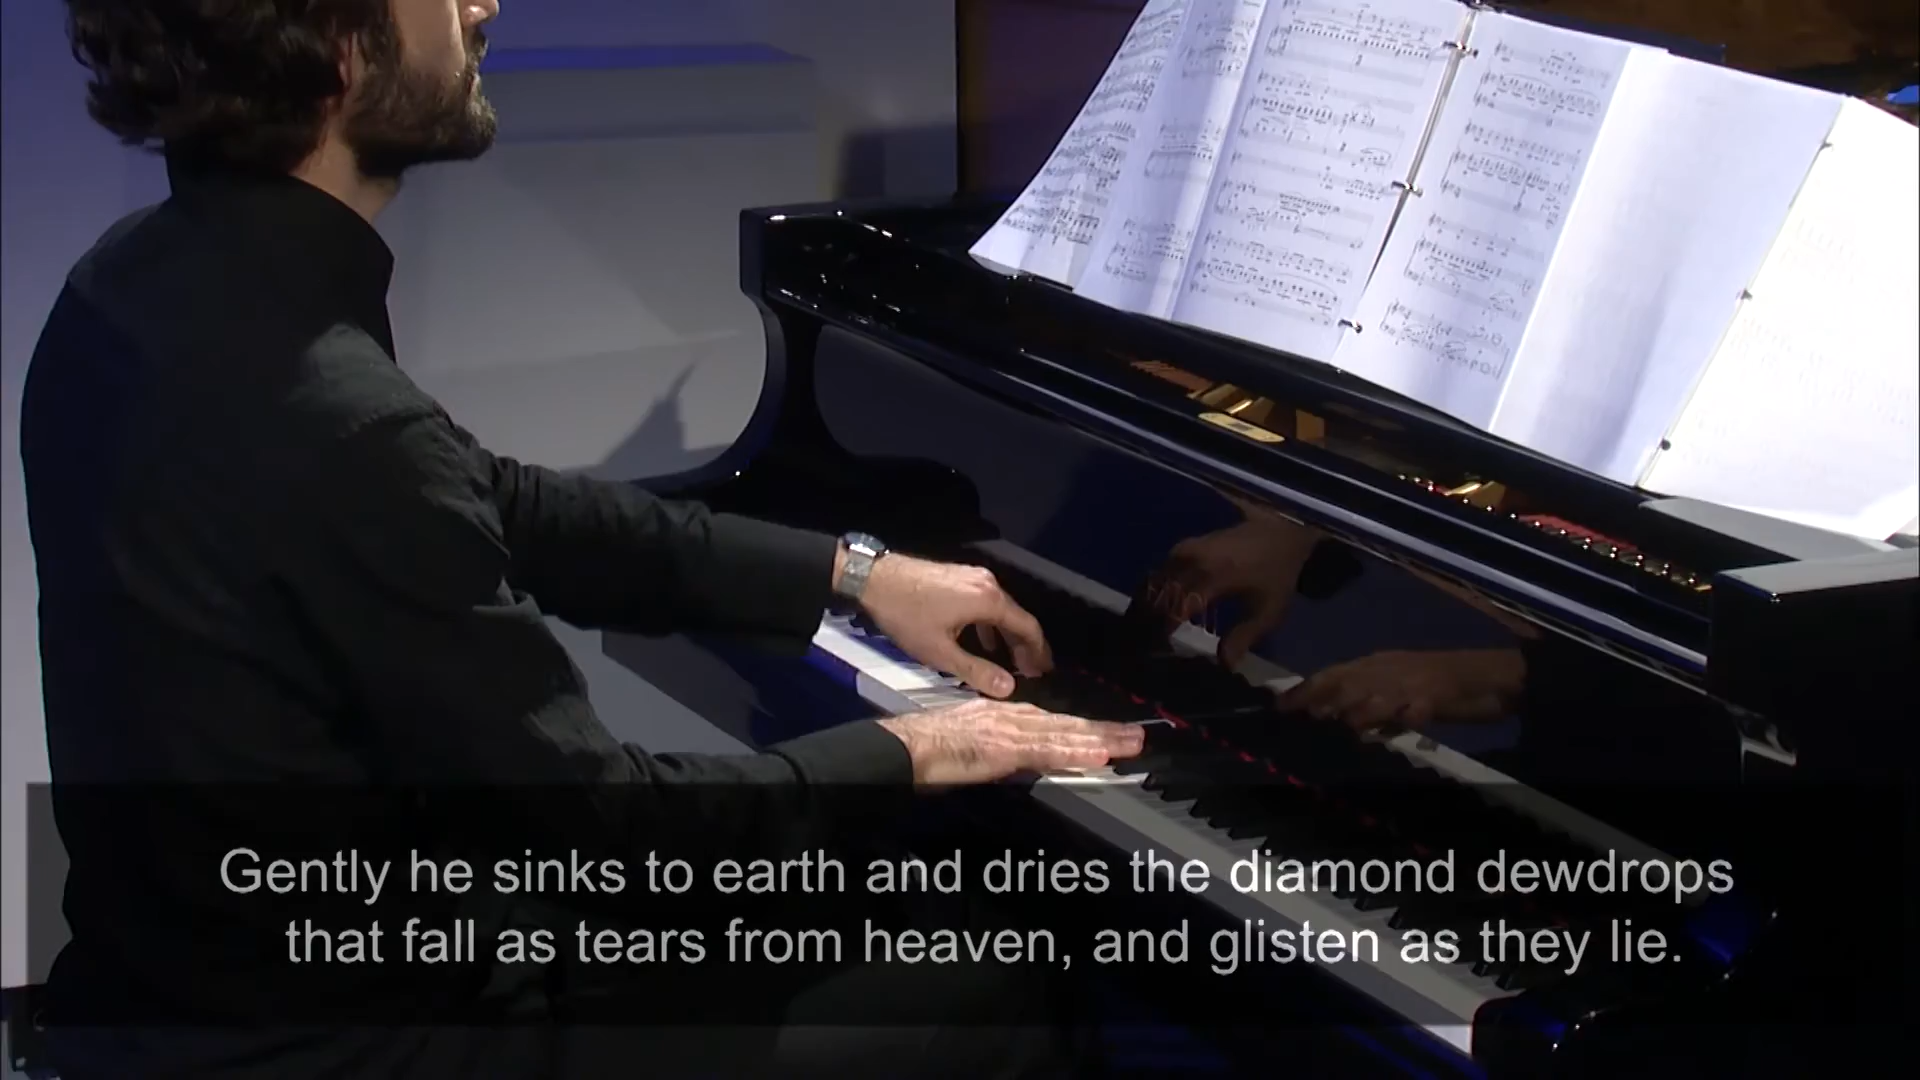 Gently he sinks to earth and dries the diamond dewdrops
that fall as tears from heaven, and glisten as they lie.